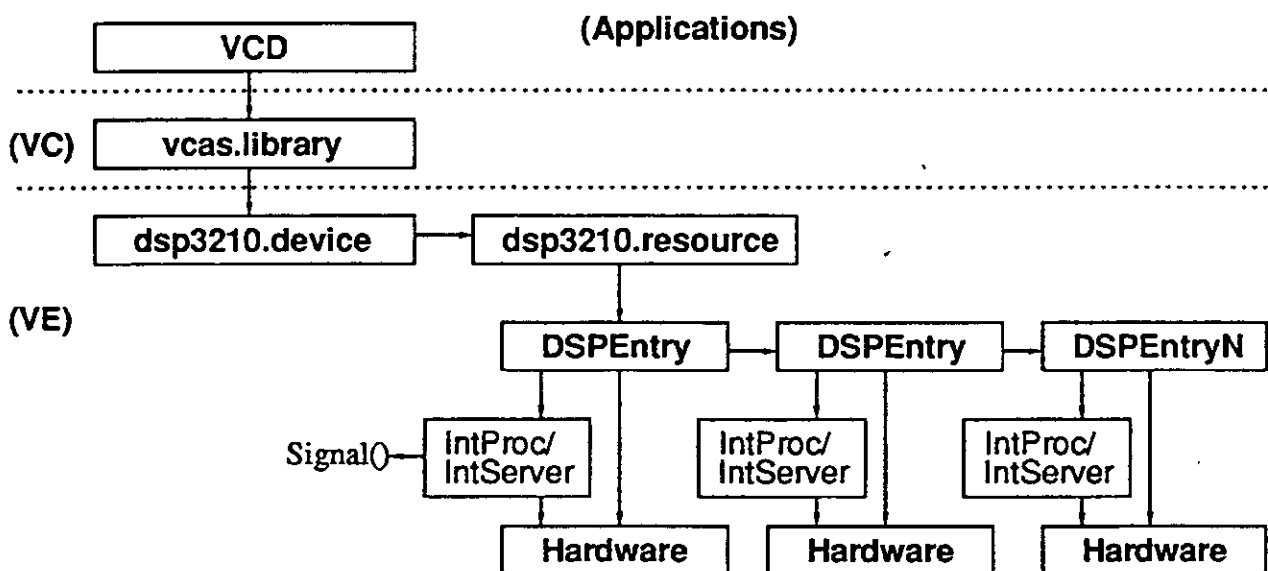 VCD
(Applications)
(VC)
vcas.library
dsp3210.device
dsp3210.resource
(VE)
DSPEntry
DSPEntry
DSPEntryN
Signal()
IntProc/
IntServer
IntProc/
IntServer
IntProc/
IntServer
Hardware
Hardware
Hardware